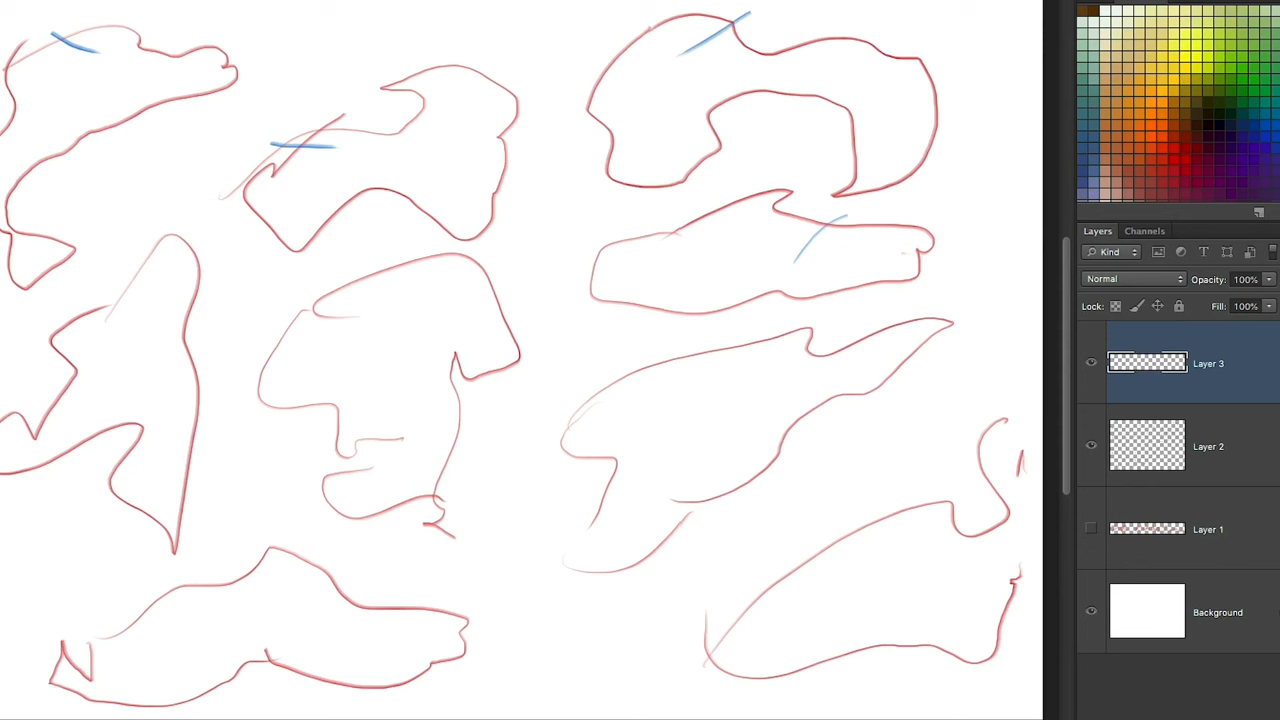 Layers Channels
Kind
Normal Opacity: 100%
Lock: Fill: 100%
Layer 3
Layer 2
Layer 1
Background